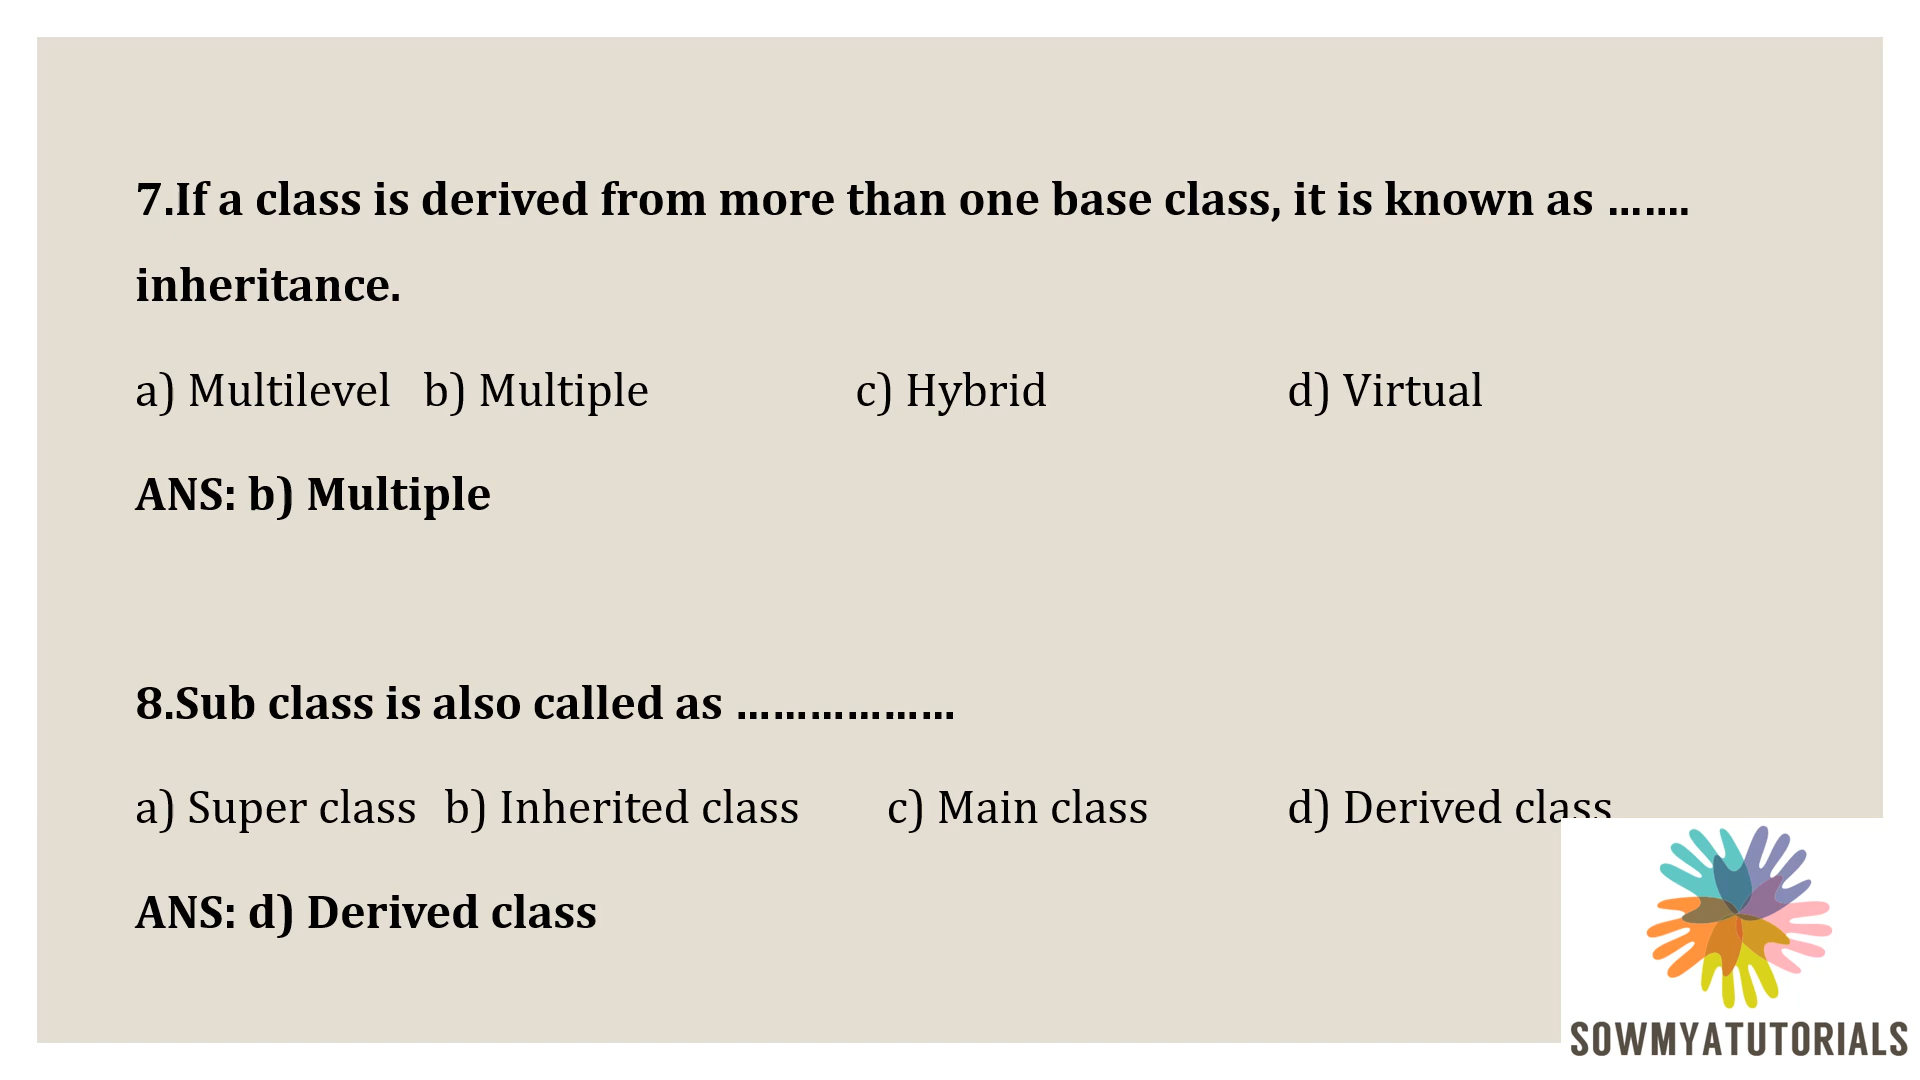 7.If a class is derived from more than one base class, it is known as .......
inheritance.
a) Multilevel b) Multiple c) Hybrid d) Virtual
ANS: b) Multiple
8.Sub class is also called as ………………
a) Super class b) Inherited class c) Main class d) Derived class
ANS: d) Derived class
SOWMYATUTORIALS